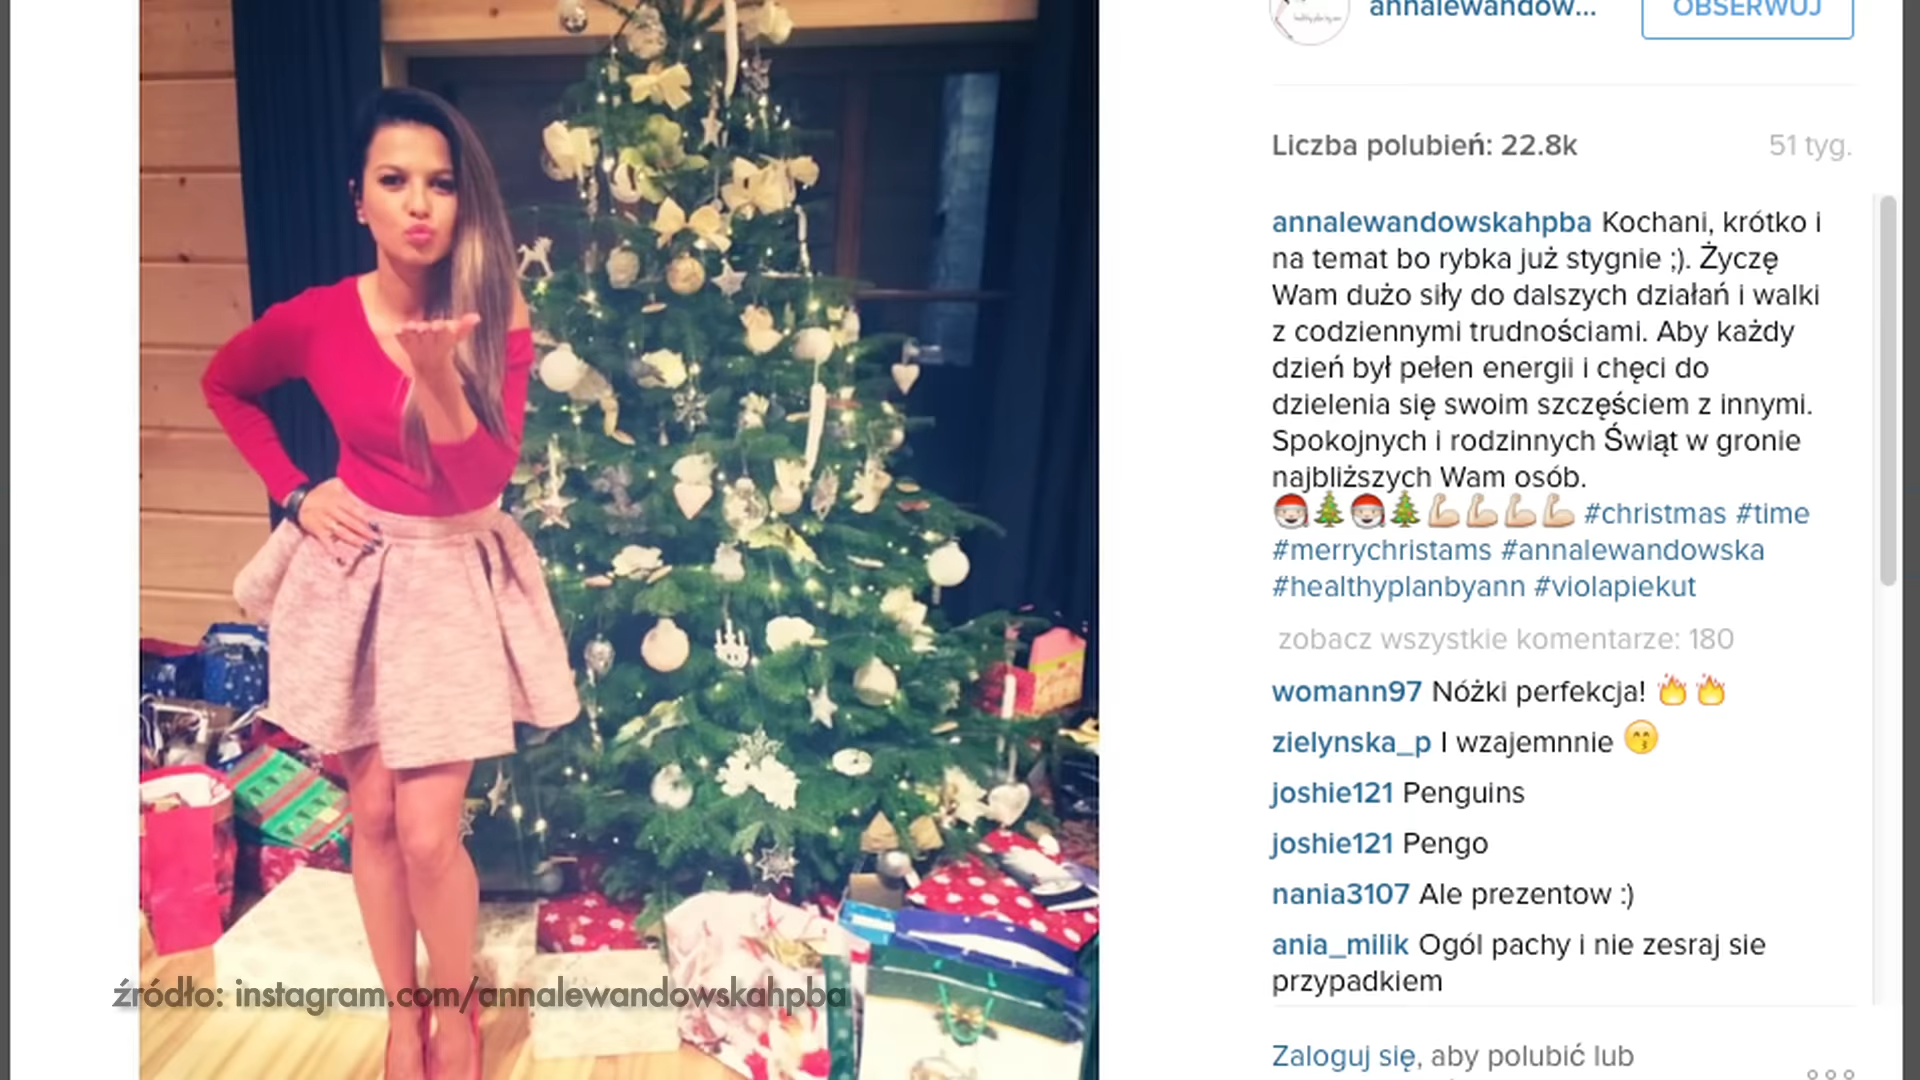 annalewandow...
OBSERWUJ
Liczba polubień: 22.8k
51 tyg.
annalewandowskahpba Kochani, krótko i
na temat bo rybka już stygnie ;). Życzę
Wam dużo siły do dalszych działań i walki
z codziennymi trudnościami. Aby każdy
dzień był pełen energii i chęci do
dzielenia się swoim szczęściem z innymi.
Spokojnych i rodzinnych Świąt w gronie
najbliższych Wam osób.
🎅🎄🎅🎄💪💪💪💪 #christmas #time
#merrychristams #annalewandowska
#healthyplanbyann #violapiekut
zobacz wszystkie komentarze: 180
womann97 Nóżki perfekcja! 🔥🔥
zielynska_p I wzajemnnie 😙
joshie121 Penguins
joshie121 Pengo
nania3107 Ale prezentow :)
ania_milik Ogól pachy i nie zesraj sie
przypadkiem
Zaloguj się, aby polubić lub
źródło: instagram.com/annalewandowskahpba